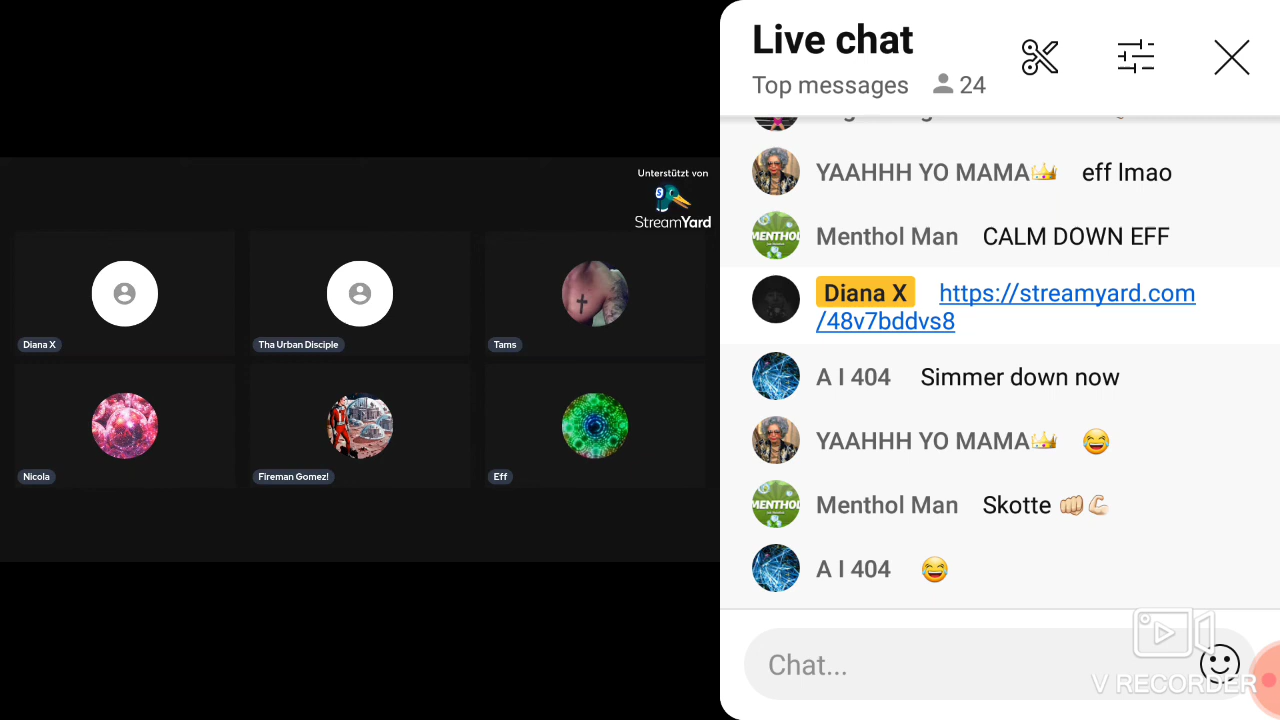 Unterstützt von
StreamYard
Diana X
Tha Urban Disciple
Tams
Nicola
Fireman Gomez!
Eff
Live chat
Top messages 24
YAAHHH YO MAMA👑 eff lmao
MENTHOL
Menthol Man CALM DOWN EFF
Diana X https://streamyard.com
/48v7bddvs8
A I 404 Simmer down now
YAAHHH YO MAMA👑 😂
MENTHOL
Menthol Man Skotte 👊🏻💪🏻
A I 404 😂
Chat...
V RECORDER